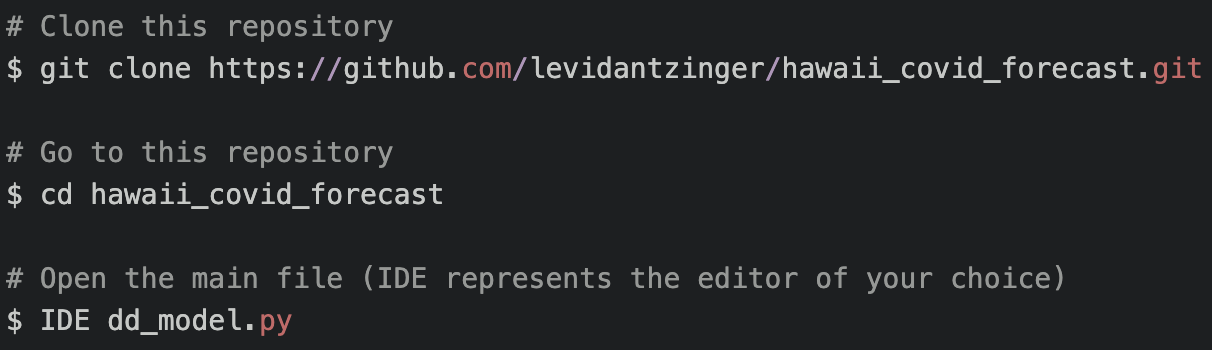 # Clone this repository
$ git clone https://github.com/levidantzinger/hawaii_covid_forecast.git
# Go to this repository
$ cd hawaii_covid_forecast
# Open the main file (IDE represents the editor of your choice)
$ IDE dd_model.py